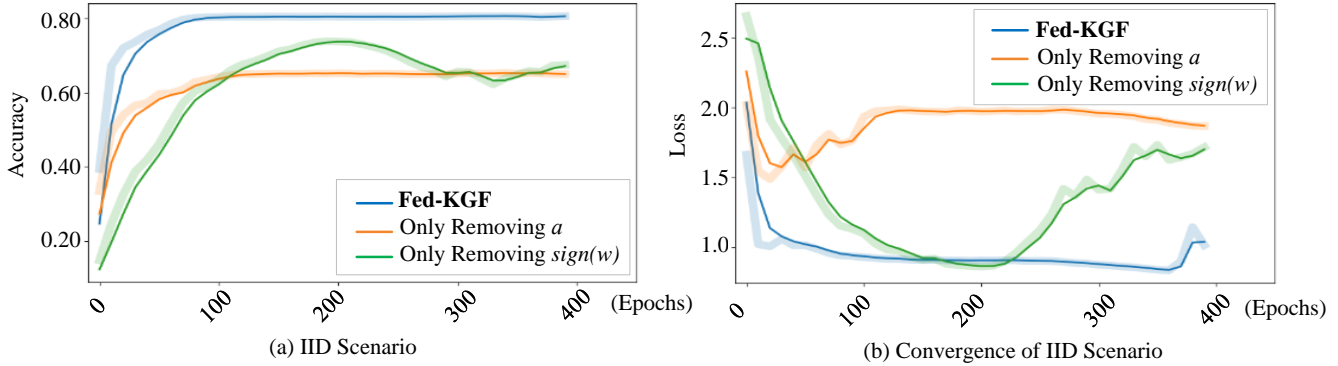 0.80
0.60
0.40
0.20
Accuracy
Fed-KGF
Only Removing a
Only Removing sign(w)
0
100
200
300
400
(Epochs)
(a) IID Scenario
2.5
2.0
1.5
1.0
Loss
Fed-KGF
Only Removing a
Only Removing sign(w)
0
100
200
300
400
(Epochs)
(b) Convergence of IID Scenario